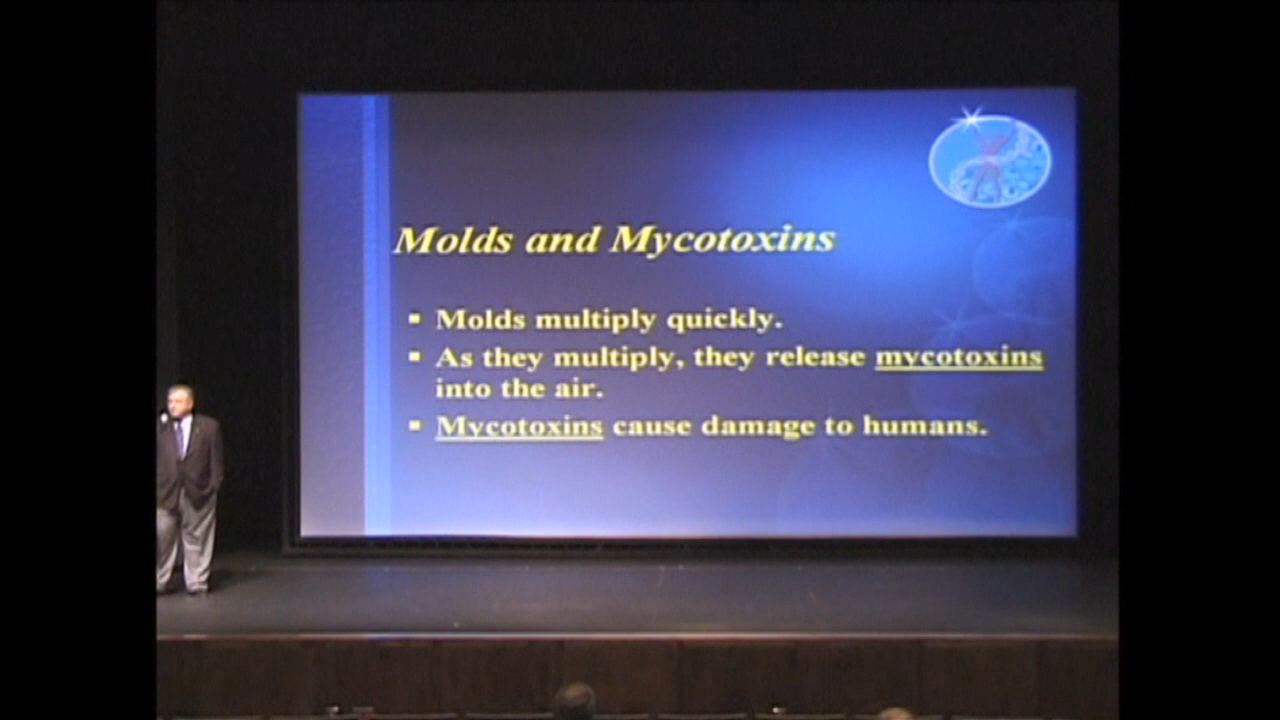 Molds and Mycotoxins
▪ Molds multiply quickly.
▪ As they multiply, they release mycotoxins
into the air.
▪ Mycotoxins cause damage to humans.